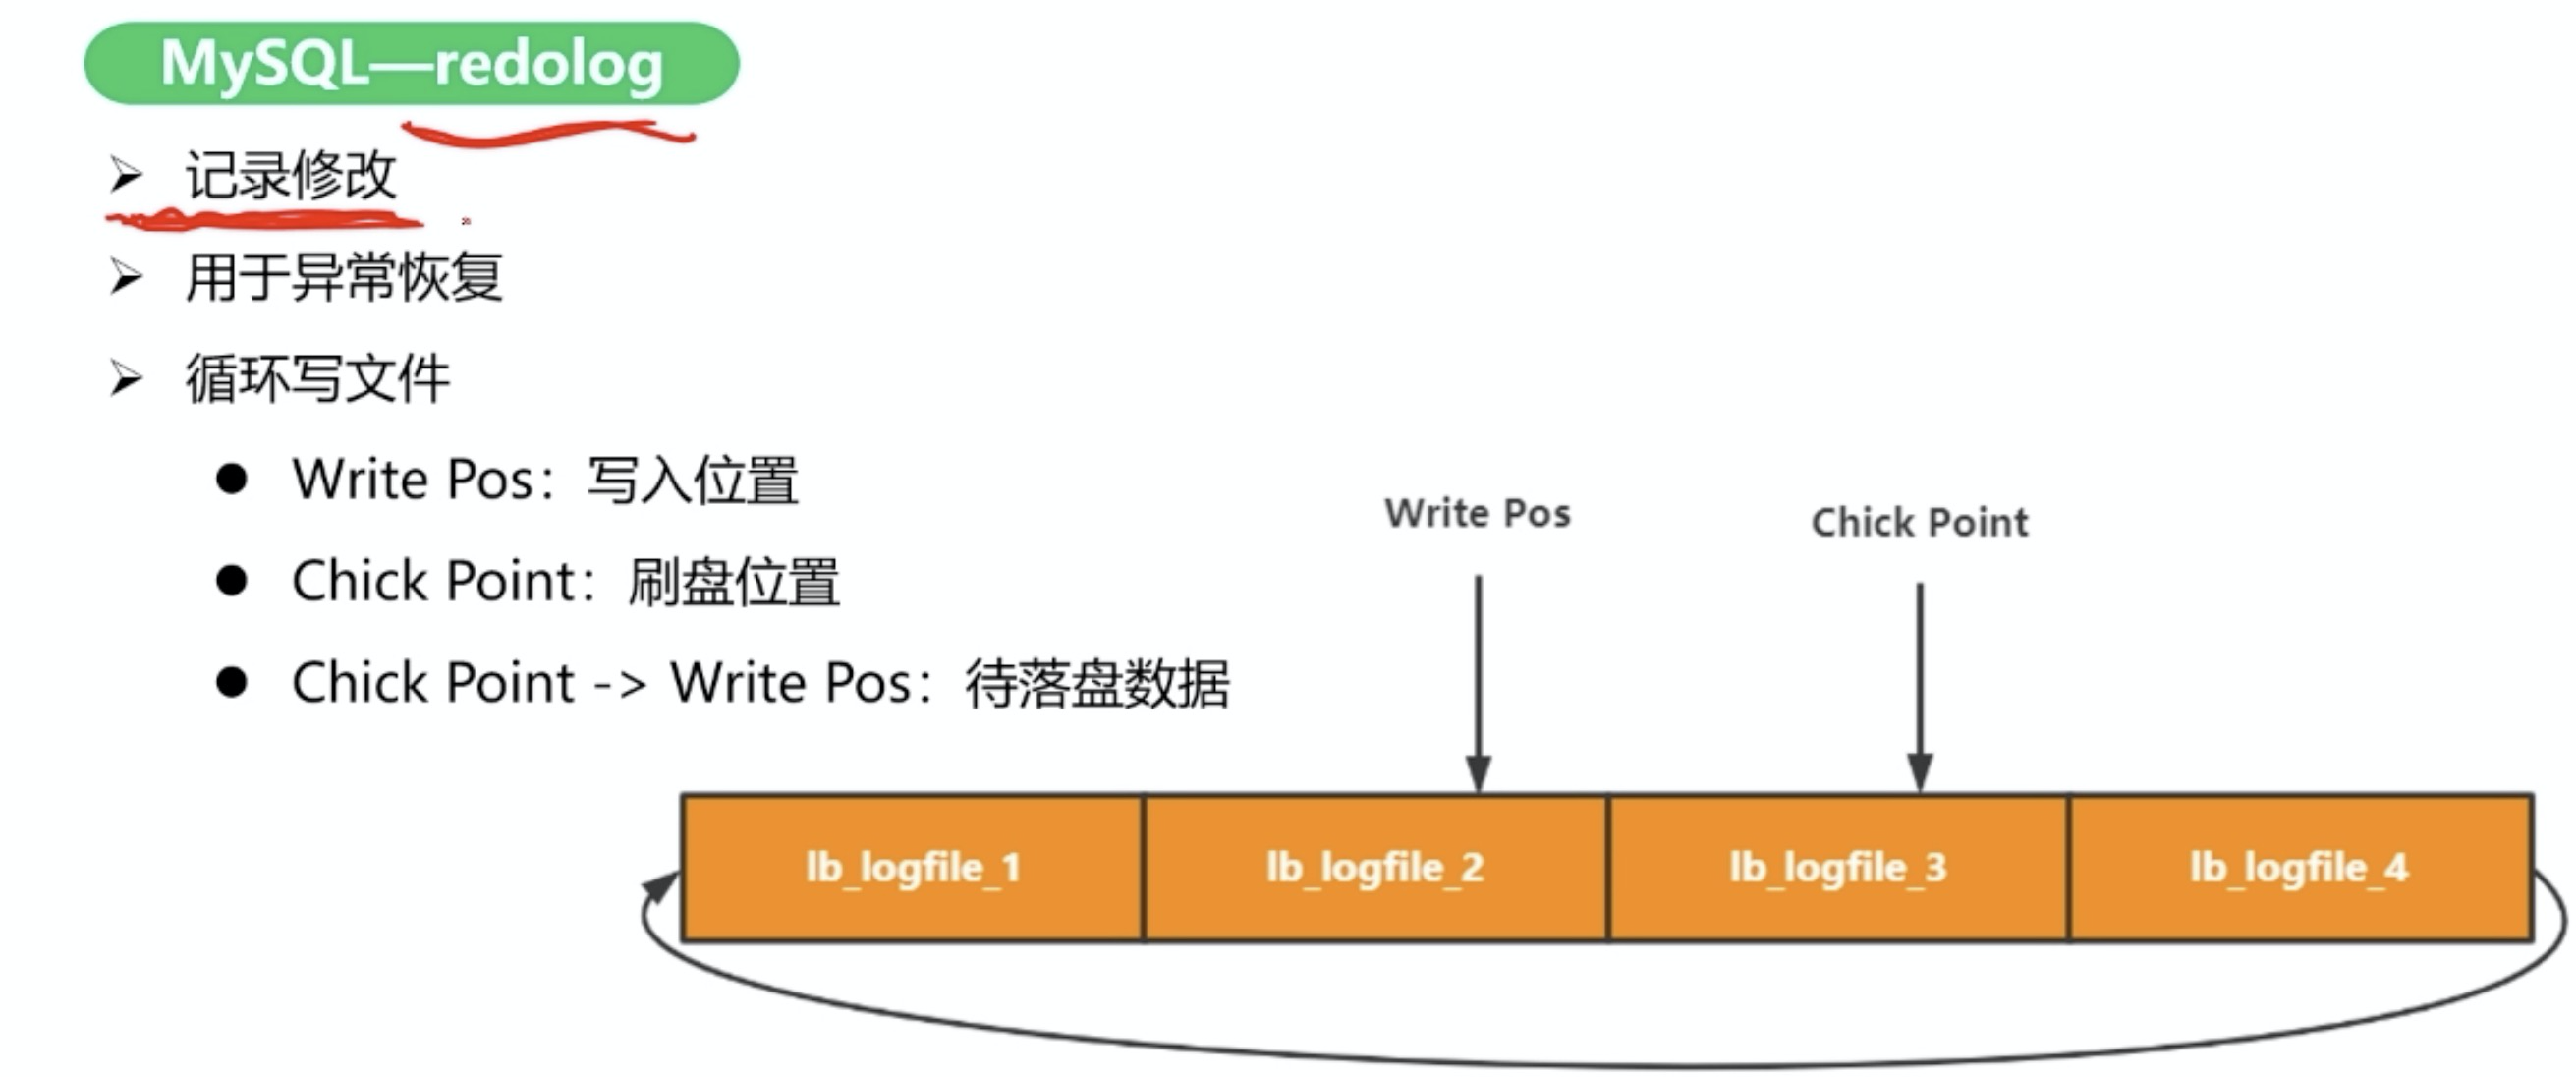 MySQL—redolog
记录修改
用于异常恢复
循环写文件
Write Pos：写入位置
Chick Point：刷盘位置
Chick Point -> Write Pos：待落盘数据
Write Pos
Chick Point
lb_logfile_1
lb_logfile_2
lb_logfile_3
lb_logfile_4